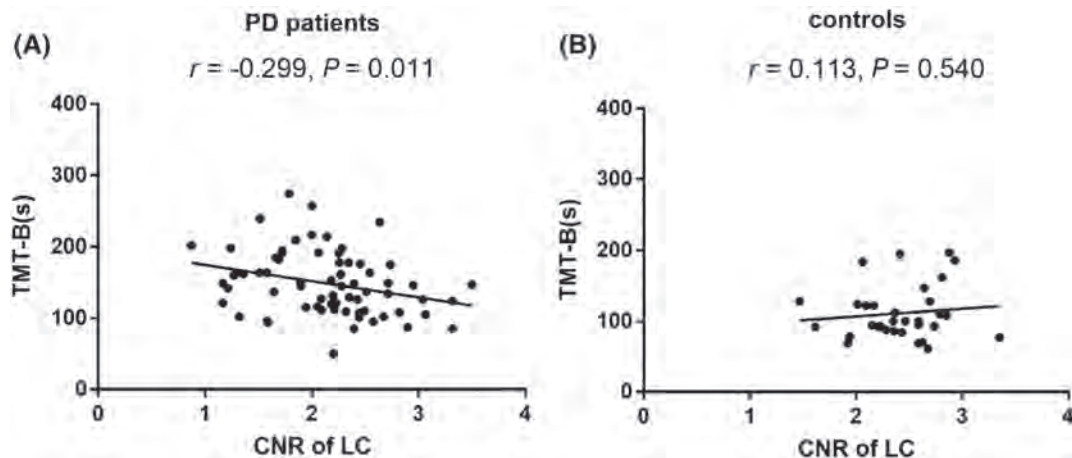 (A)
PD patients
r = -0.299, P = 0.011
400
300
200
100
0
TMT-B(s)
0 1 2 3 4
CNR of LC
(B)
controls
r = 0.113, P = 0.540
400
300
200
100
0
TMT-B(s)
0 1 2 3 4
CNR of LC